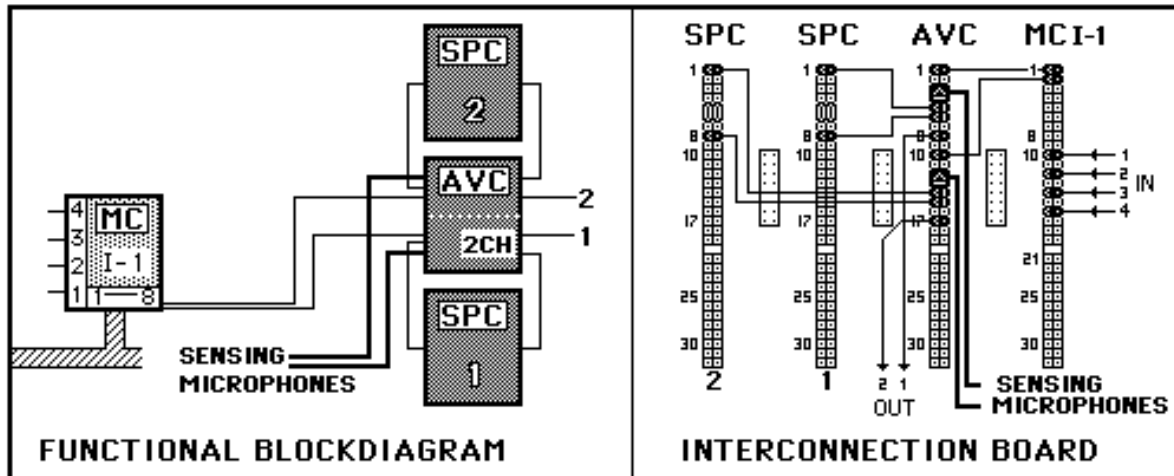 SPC
2
AVC
2
1
2CH
4
3
2
1
MC
I-1
1—8
SPC
1
SENSING
MICROPHONES
FUNCTIONAL BLOCKDIAGRAM
SPC SPC AVC MC I-1
1 1 1 1
8 8 8 8
10 10 10 10
1
2
3
4
IN
17 17 17
21
25 25 25 25
30 30 30 30
2 1
2 1
OUT
SENSING
MICROPHONES
INTERCONNECTION BOARD